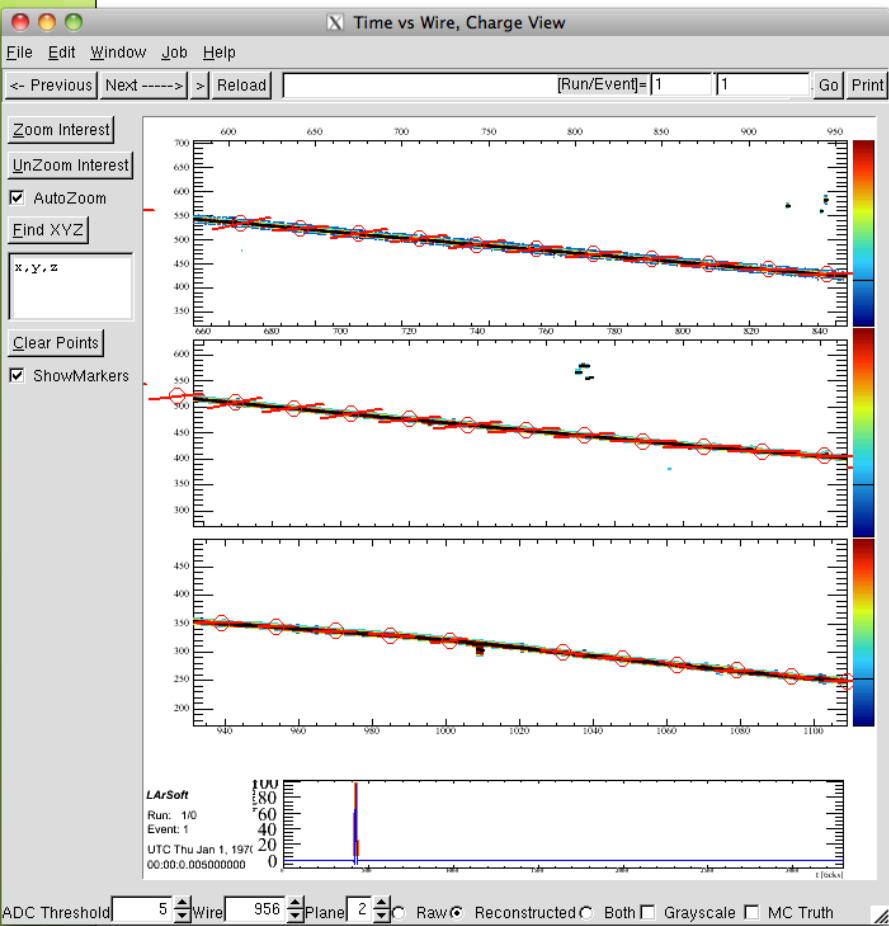 X Time vs Wire, Charge View
File Edit Window Job Help
<- Previous Next -----> > Reload [Run/Event]= 1 1 Go Print
Zoom Interest
UnZoom Interest
AutoZoom
Find XYZ
x,y,z
Clear Points
ShowMarkers
600 650 700 750 800 850 900 950
700
650
600
550
500
450
400
350
660 680 700 720 740 760 780 800 820 840
600
550
500
450
400
350
300
450
400
350
300
250
200
940 960 980 1000 1020 1040 1060 1080 1100
LArSoft
Run: 1/0
Event: 1
UTC Thu Jan 1, 1970
00:00:0.005000000
100
80
60
40
20
0
t [ticks]
ADC Threshold 5 Wire 956 Plane 2 Raw Reconstructed Both Grayscale MC Truth